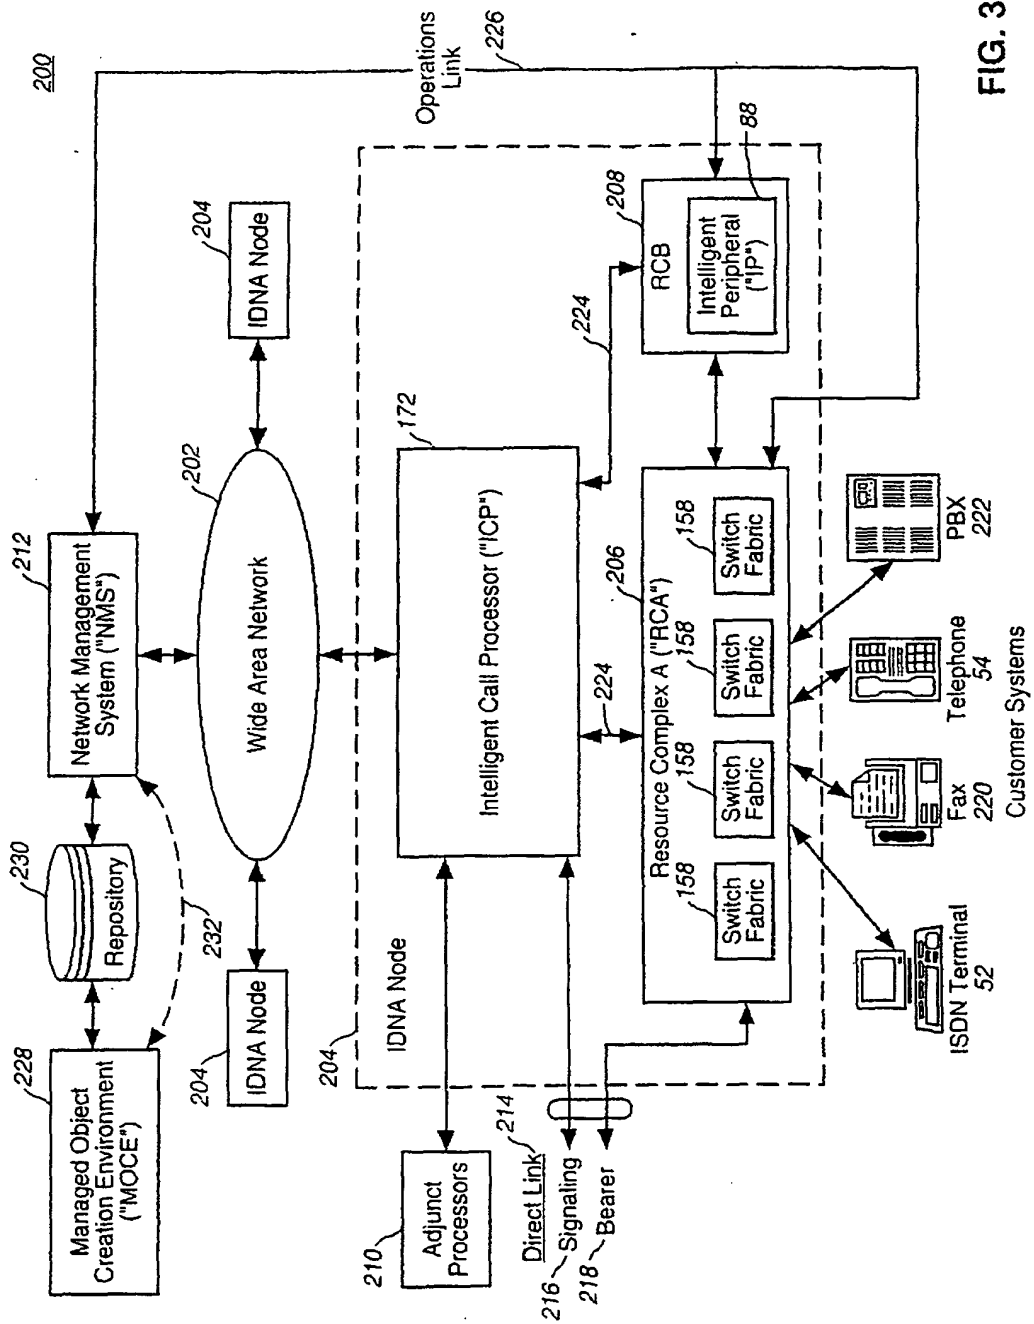 200
228
Managed Object
Creation Environment
("MOCE")
230
Repository
232
212
Network Management
System ("NMS")
204
IDNA Node
202
Wide Area Network
204
IDNA Node
Operations
Link
226
204
IDNA Node
210
Adjunct
Processors
172
Intelligent Call Processor ("ICP")
Direct Link
214
216
Signaling
218
Bearer
224
224
206
Resource Complex A ("RCA")
158
Switch
Fabric
158
Switch
Fabric
158
Switch
Fabric
158
Switch
Fabric
208
RCB
Intelligent
Peripheral
("IP")
88
ISDN Terminal
52
Fax
220
Telephone
54
PBX
222
Customer Systems
FIG. 3